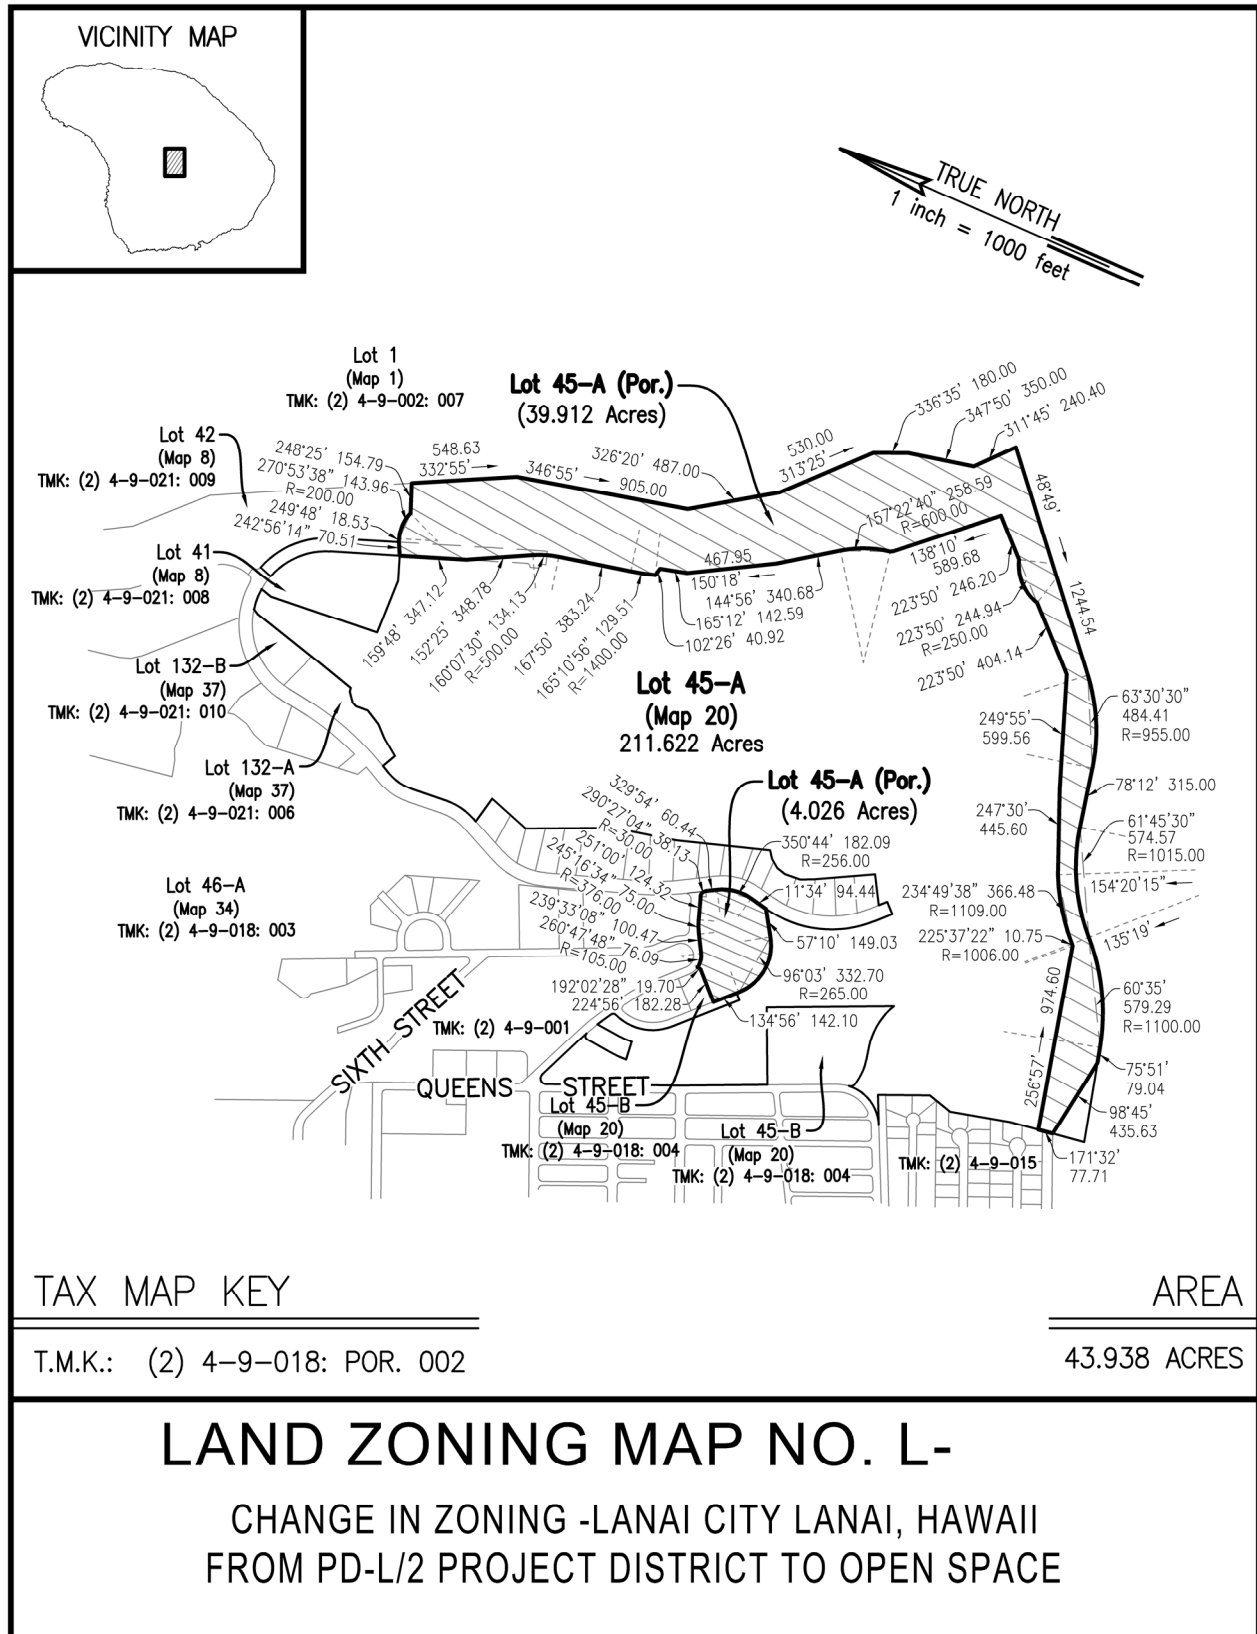 VICINITY MAP
TRUE NORTH
1 inch = 1000 feet
Lot 1
(Map 1)
TMK: (2) 4-9-002: 007
Lot 45-A (Por.)
(39.912 Acres)
336°35' 180.00
347°50' 350.00
311°45' 240.40
Lot 42
(Map 8)
TMK: (2) 4-9-021: 009
248°25' 154.79
270°53'38" 143.96
R=200.00
249°48' 18.53
242°56'14" 70.51
548.63
332°55'
346°55'
905.00
326°20' 487.00
530.00
313°25'
157°22'40" 258.59
R=600.00
48°49'
1244.54
Lot 41
(Map 8)
TMK: (2) 4-9-021: 008
159°48' 347.12
152°25' 348.78
160°07'30" 134.13
R=500.00
167°50' 383.24
165°10'56" 129.51
R=1400.00
467.95
150°18'
144°56' 340.68
165°12' 142.59
102°26' 40.92
138°10'
589.68
223°50' 246.20
223°50' 244.94
R=250.00
223°50' 404.14
Lot 132-B
(Map 37)
TMK: (2) 4-9-021: 010
Lot 45-A
(Map 20)
211.622 Acres
249°55'
599.56
63°30'30"
484.41
R=955.00
Lot 132-A
(Map 37)
TMK: (2) 4-9-021: 006
Lot 45-A (Por.)
(4.026 Acres)
78°12' 315.00
247°30'
445.60
61°45'30"
574.57
R=1015.00
329°54' 60.44
290°27'04" 38.13
R=30.00
251°00' 124.32
245°16'34" 75.00
R=376.00
239°33'08" 100.47
260°47'48" 76.09
R=105.00
192°02'28" 19.70
224°56' 182.28
350°44' 182.09
R=256.00
11°34' 94.44
57°10' 149.03
96°03' 332.70
R=265.00
134°56' 142.10
234°49'38" 366.48
R=1109.00
154°20'15"
225°37'22" 10.75
R=1006.00
135°19'
Lot 46-A
(Map 34)
TMK: (2) 4-9-018: 003
974.60
256°57'
60°35'
579.29
R=1100.00
75°51'
79.04
98°45'
435.63
171°32'
77.71
SIXTH STREET
TMK: (2) 4-9-001
QUEENS STREET
Lot 45-B
(Map 20)
TMK: (2) 4-9-018: 004
Lot 45-B
(Map 20)
TMK: (2) 4-9-018: 004
TMK: (2) 4-9-015
TAX MAP KEY
AREA
T.M.K.: (2) 4-9-018: POR. 002
43.938 ACRES
LAND ZONING MAP NO. L-
CHANGE IN ZONING -LANAI CITY LANAI, HAWAII
FROM PD-L/2 PROJECT DISTRICT TO OPEN SPACE